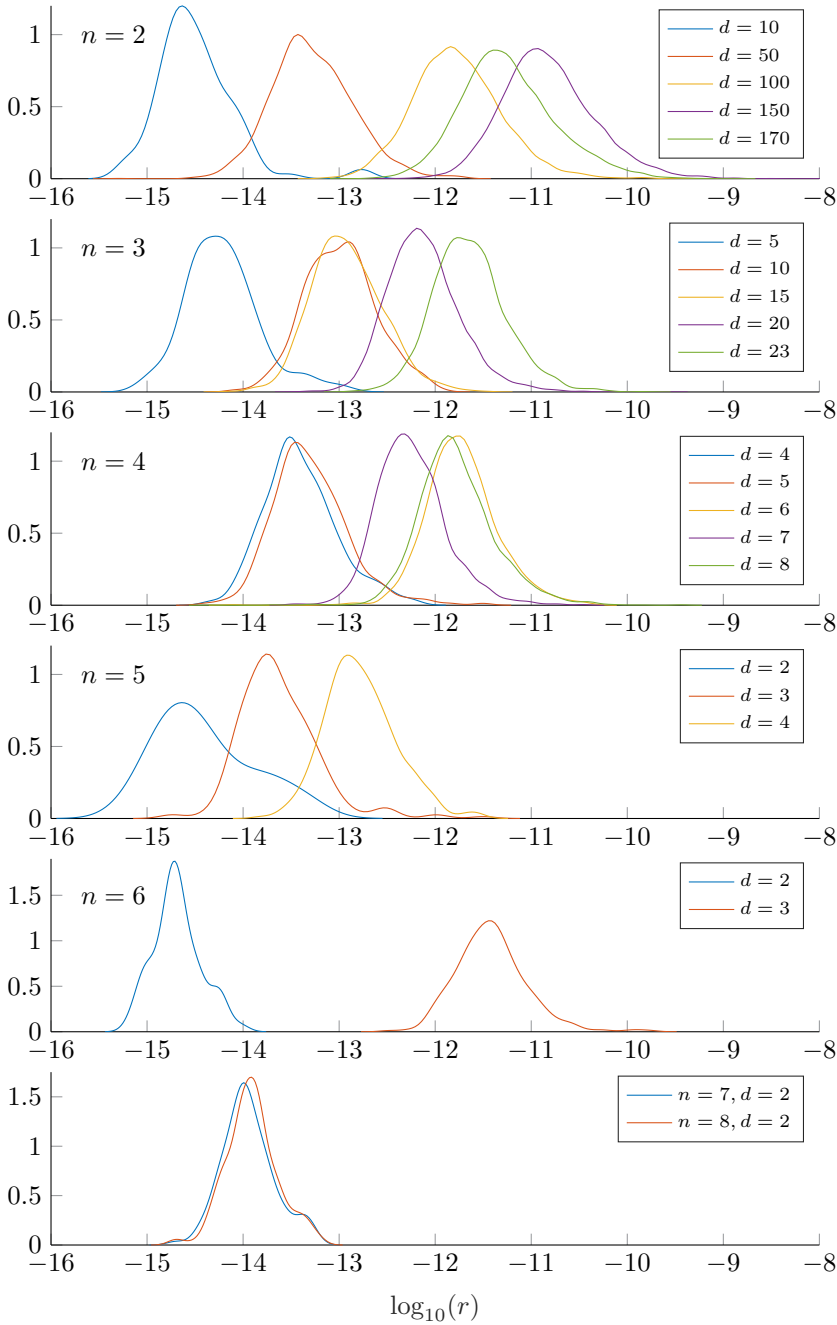 n = 2
1
0.5
0
d = 10
d = 50
d = 100
d = 150
d = 170
−16 −15 −14 −13 −12 −11 −10 −9 −8
n = 3
1
0.5
0
d = 5
d = 10
d = 15
d = 20
d = 23
−16 −15 −14 −13 −12 −11 −10 −9 −8
n = 4
1
0.5
0
d = 4
d = 5
d = 6
d = 7
d = 8
−16 −15 −14 −13 −12 −11 −10 −9 −8
n = 5
1
0.5
0
d = 2
d = 3
d = 4
−16 −15 −14 −13 −12 −11 −10 −9 −8
n = 6
1.5
1
0.5
0
d = 2
d = 3
−16 −15 −14 −13 −12 −11 −10 −9 −8
1.5
1
0.5
0
n = 7, d = 2
n = 8, d = 2
−16 −15 −14 −13 −12 −11 −10 −9 −8
log₁₀(r)